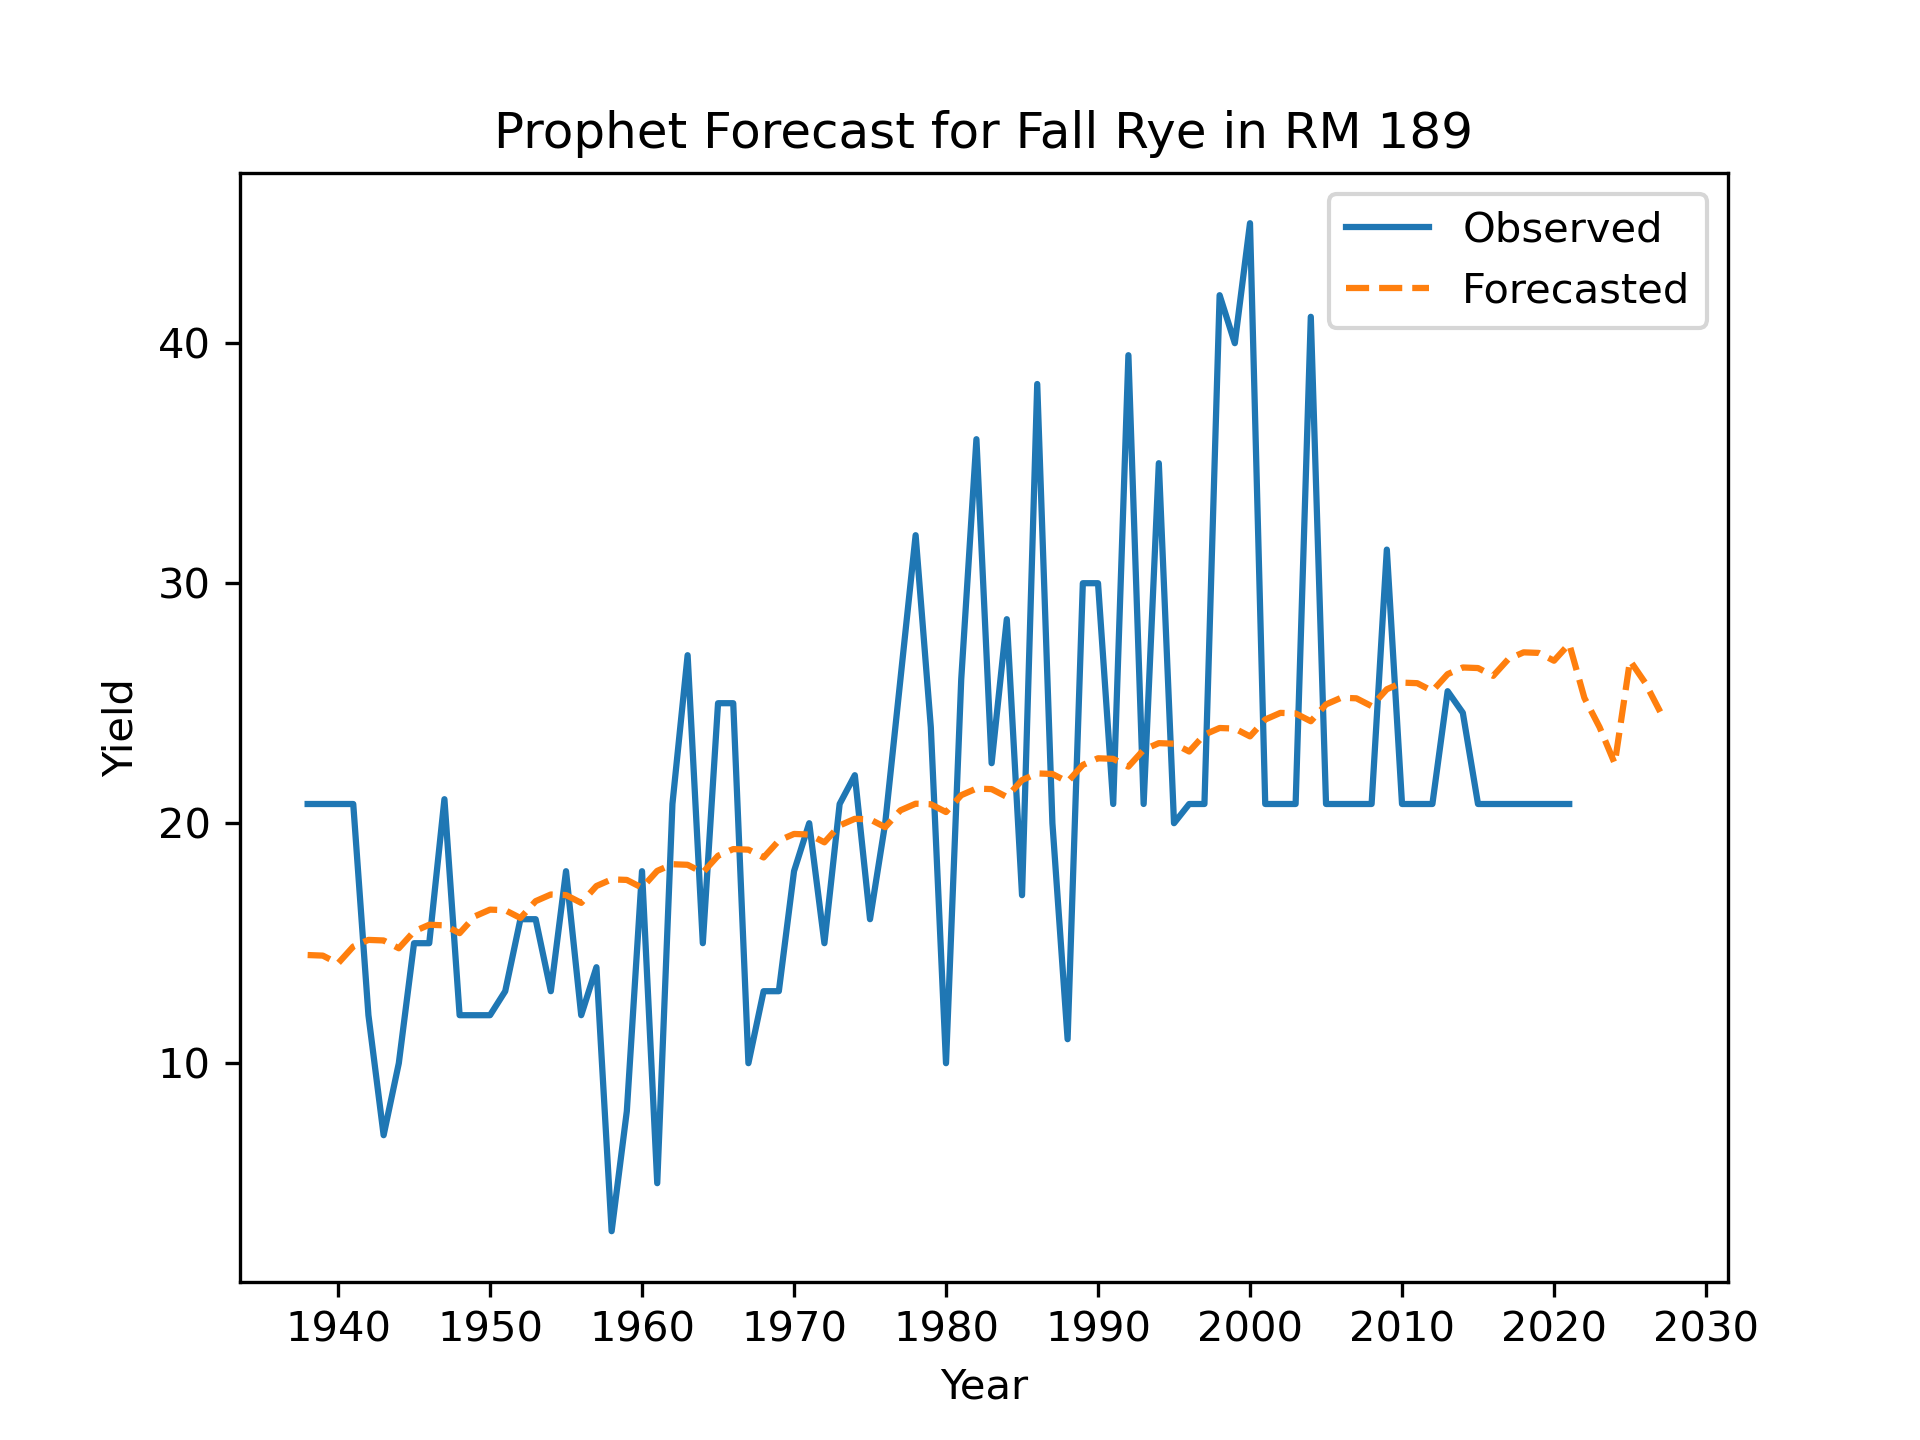 Prophet Forecast for Fall Rye in RM 189
Observed
Forecasted
40
30
20
10
Yield
1940 1950 1960 1970 1980 1990 2000 2010 2020 2030
Year